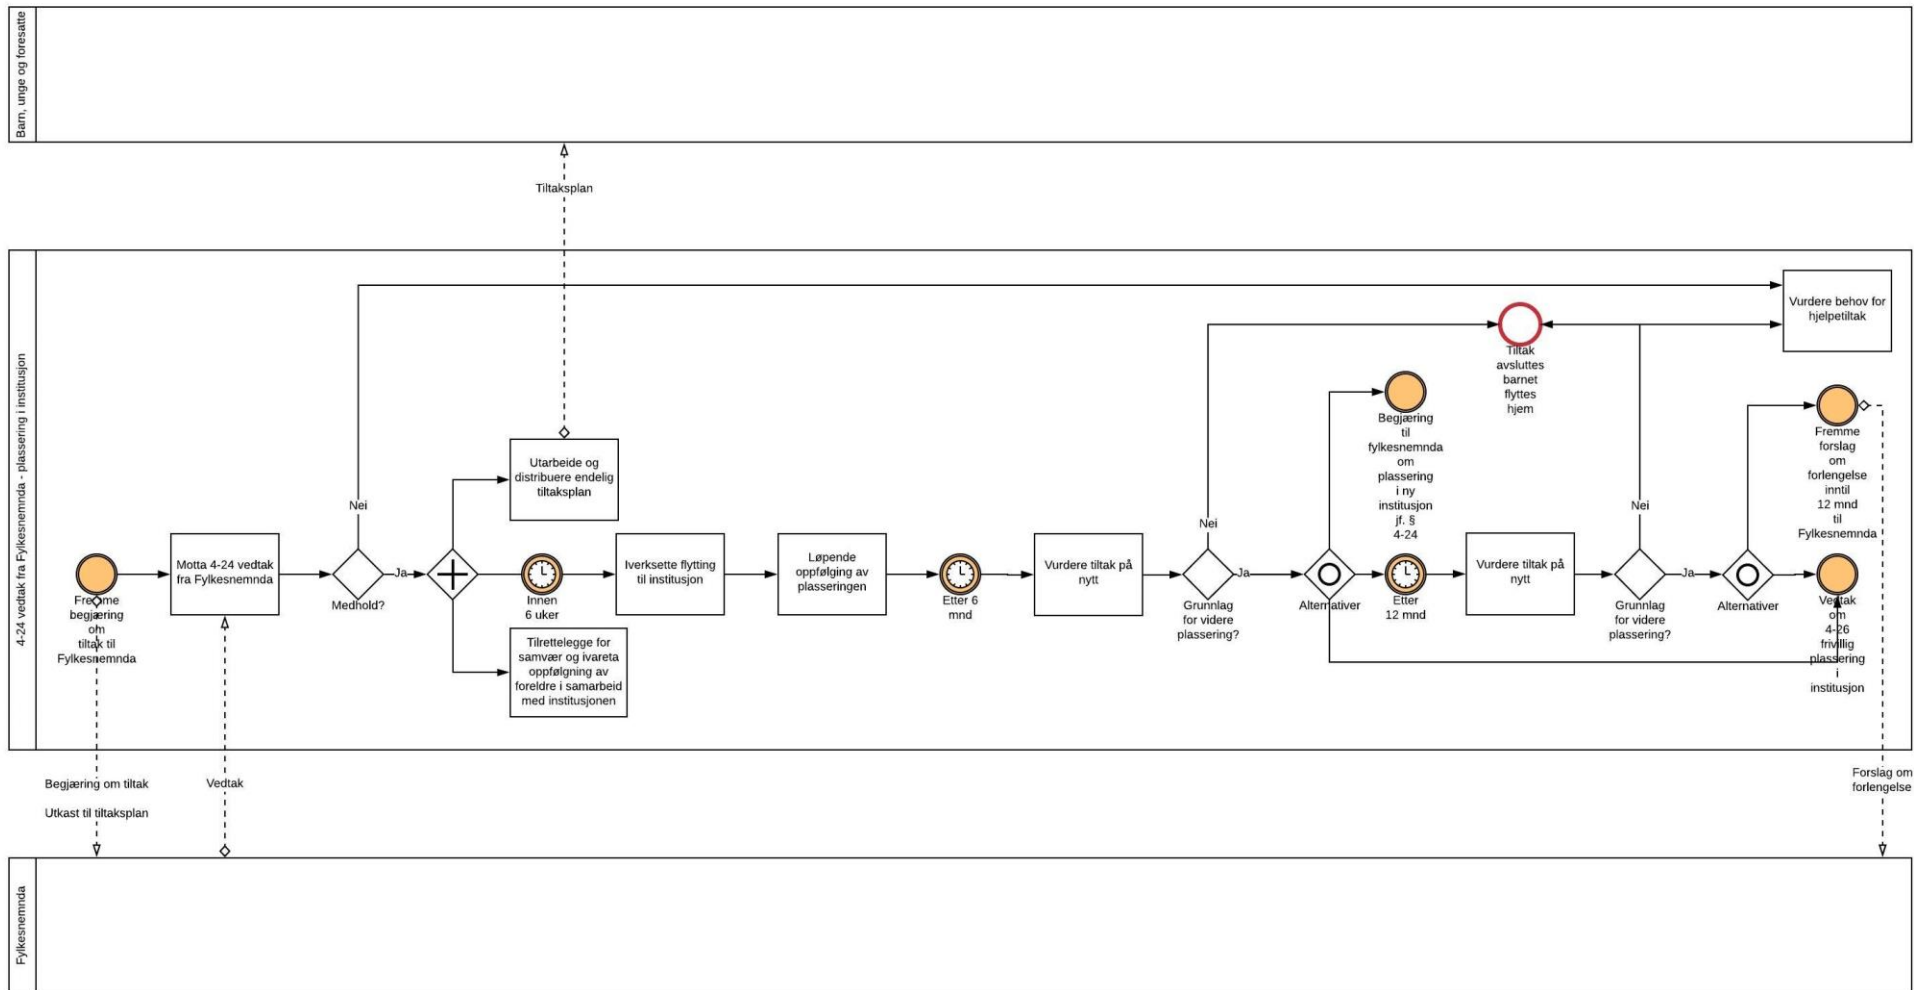 Barn, unge og foresatte
Tiltaksplan
4-24 vedtak fra Fylkesnemnda - plassering i institusjon
Fremme
begjæring
om
tiltak til
Fylkesnemnda
Motta 4-24 vedtak
fra Fylkesnemnda
Nei
Medhold?
Ja
Utarbeide og
distribuere endelig
tiltaksplan
Innen
6 uker
Tilrettelegge for
samvær og ivareta
oppfølgning av
foreldre i samarbeid
med institusjonen
Iverksette flytting
til institusjon
Løpende
oppfølging av
plasseringen
Etter 6
mnd
Vurdere tiltak på
nytt
Nei
Grunnlag
for videre
plassering?
Ja
Alternativer
Begjæring
til
fylkesnemnda
om
plassering
i ny
institusjon
jf. §
4-24
Etter
12 mnd
Tiltak
avsluttes
barnet
flyttes
hjem
Vurdere tiltak på
nytt
Nei
Grunnlag
for videre
plassering?
Ja
Alternativer
Vurdere behov for
hjelpetiltak
Fremme
forslag
om
forlengelse
inntil
12 mnd
til
Fylkesnemnda
Vedtak
om
4-26
frivillig
plassering
i
institusjon
Begjæring om tiltak
Utkast til tiltaksplan
Vedtak
Forslag om
forlengelse
Fylkesnemnda